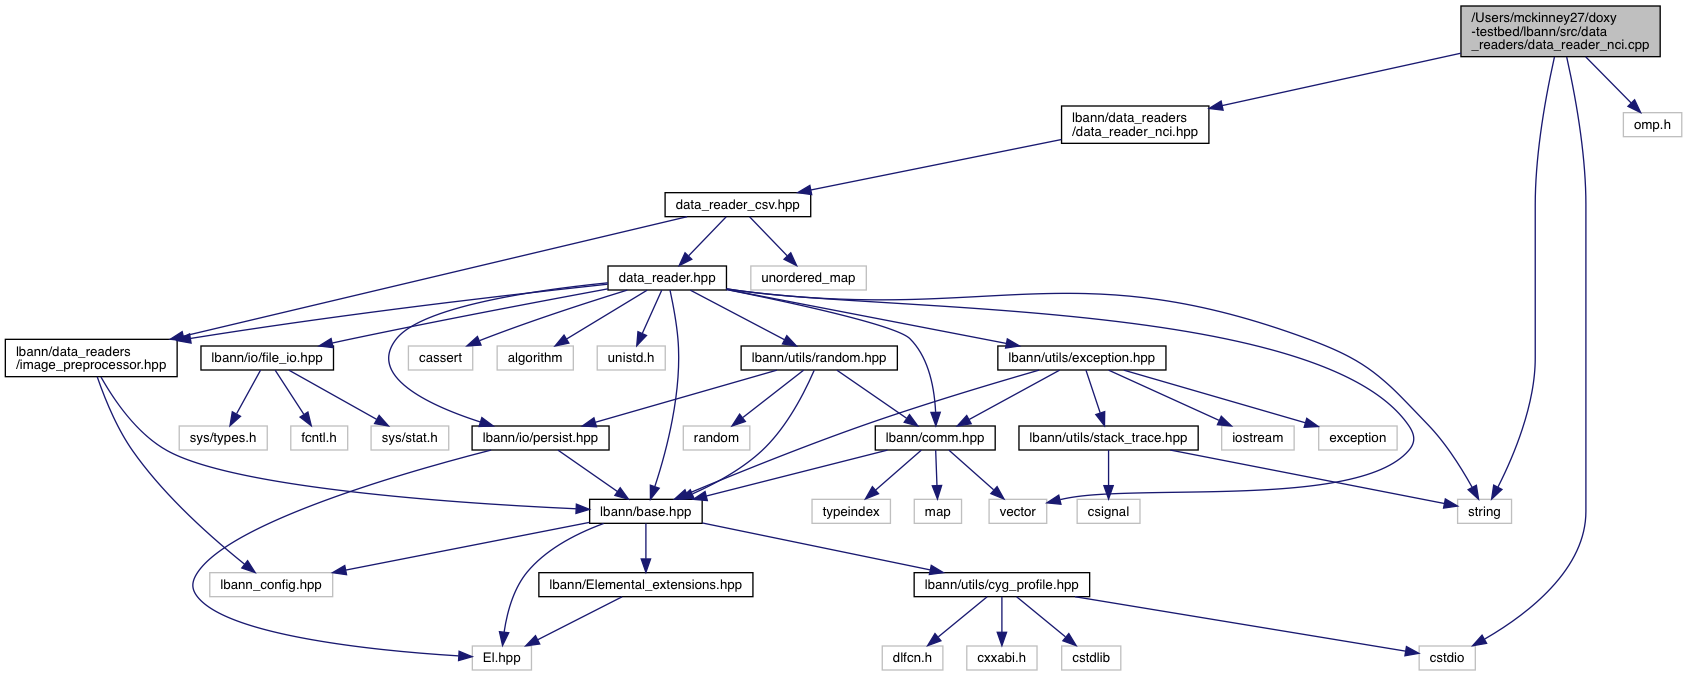 /Users/mckinney27/doxy
-testbed/lbann/src/data
_readers/data_reader_nci.cpp
lbann/data_readers
/data_reader_nci.hpp
omp.h
data_reader_csv.hpp
data_reader.hpp
unordered_map
lbann/data_readers
/image_preprocessor.hpp
lbann/io/file_io.hpp
cassert
algorithm
unistd.h
lbann/utils/random.hpp
lbann/utils/exception.hpp
sys/types.h
fcntl.h
sys/stat.h
lbann/io/persist.hpp
random
lbann/comm.hpp
lbann/utils/stack_trace.hpp
iostream
exception
lbann/base.hpp
typeindex
map
vector
csignal
string
lbann_config.hpp
lbann/Elemental_extensions.hpp
lbann/utils/cyg_profile.hpp
El.hpp
dlfcn.h
cxxabi.h
cstdlib
cstdio